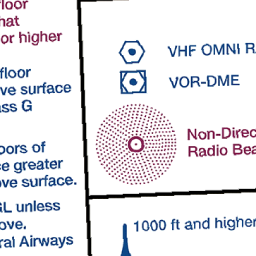 floor
hat
or higher
floor
ve surface
ss G
oors of
e greater
ove surface.
GL unless
ove.
ral Airways
VHF OMNI R
VOR-DME
Non-Direc
Radio Bea
1000 ft and higher